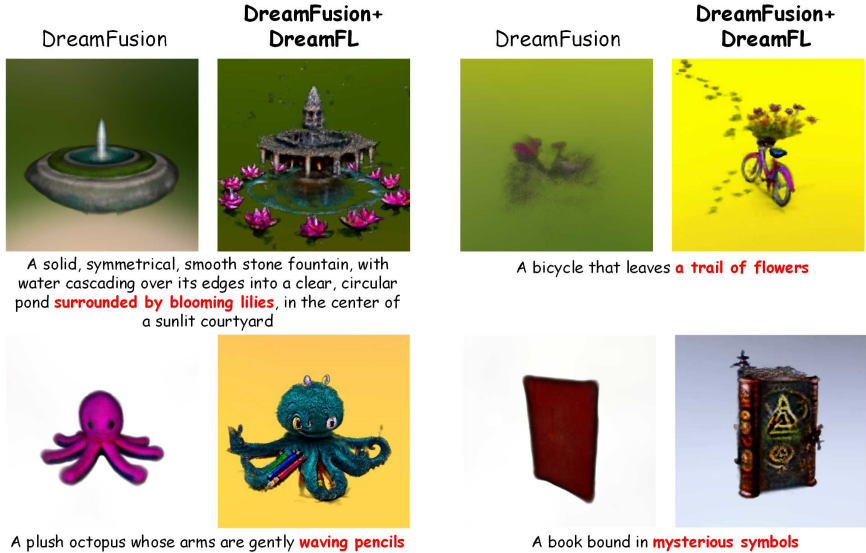 DreamFusion
DreamFusion+
DreamFL
DreamFusion
DreamFusion+
DreamFL
A solid, symmetrical, smooth stone fountain, with
water cascading over its edges into a clear, circular
pond surrounded by blooming lilies, in the center of
a sunlit courtyard
A bicycle that leaves a trail of flowers
A plush octopus whose arms are gently waving pencils
A book bound in mysterious symbols